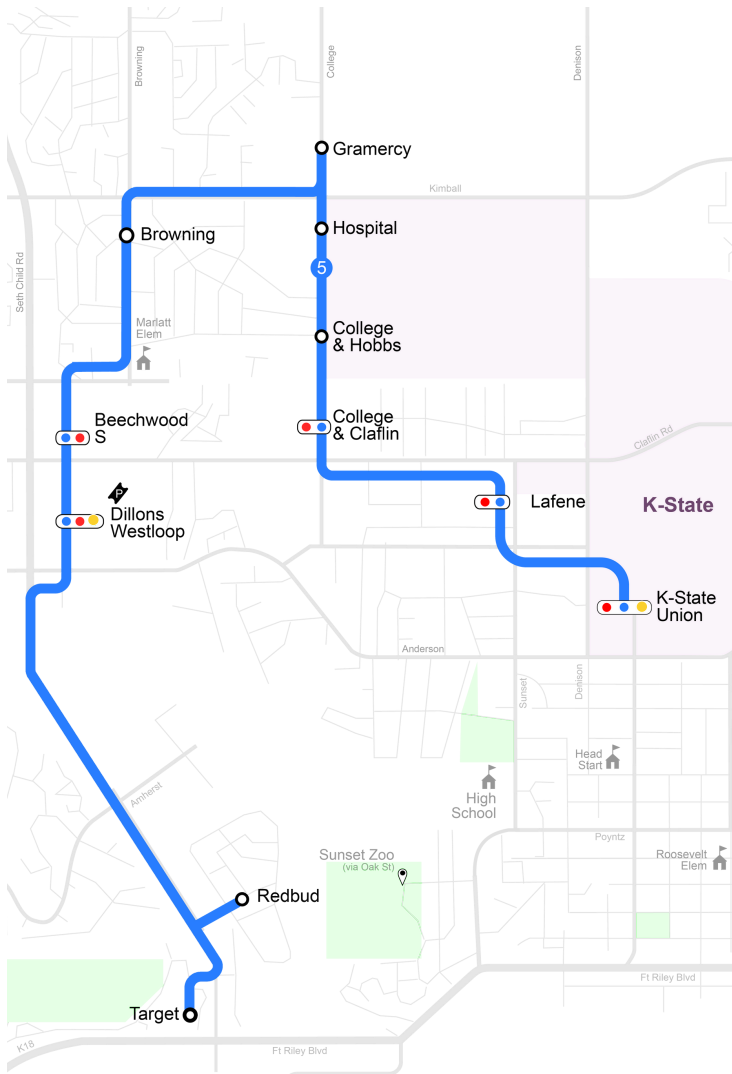 Browning
College
Denison
Gramercy
Kimball
Hospital
Browning
Seth Child Rd
5
Marlatt
Elem
College
& Hobbs
Beechwood
S
College
& Claflin
Claflin Rd
P
Dillons
Westloop
Lafene
K-State
K-State
Union
Anderson
Sunset
Denison
Head
Start
Amherst
High
School
Poyntz
Sunset Zoo
(via Oak St)
Roosevelt
Elem
Redbud
Ft Riley Blvd
Target
K18
Ft Riley Blvd